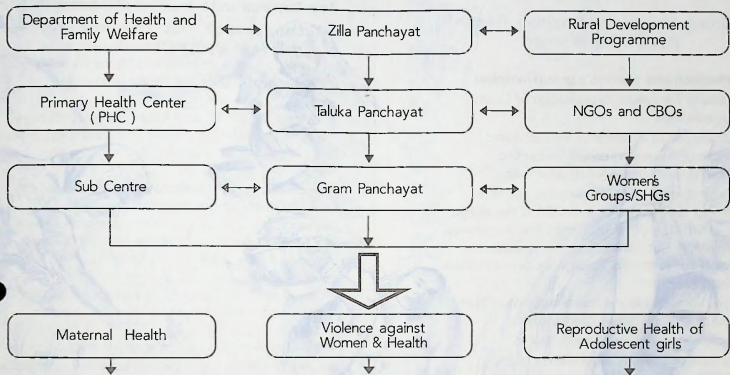 Department of Health and
Family Welfare
Zilla Panchayat
Rural Development
Programme
Primary Health Center
( PHC )
Taluka Panchayat
NGOs and CBOs
Sub Centre
Gram Panchayat
Women's
Groups/SHGs
Maternal Health
Violence against
Women & Health
Reproductive Health of
Adolescent girls